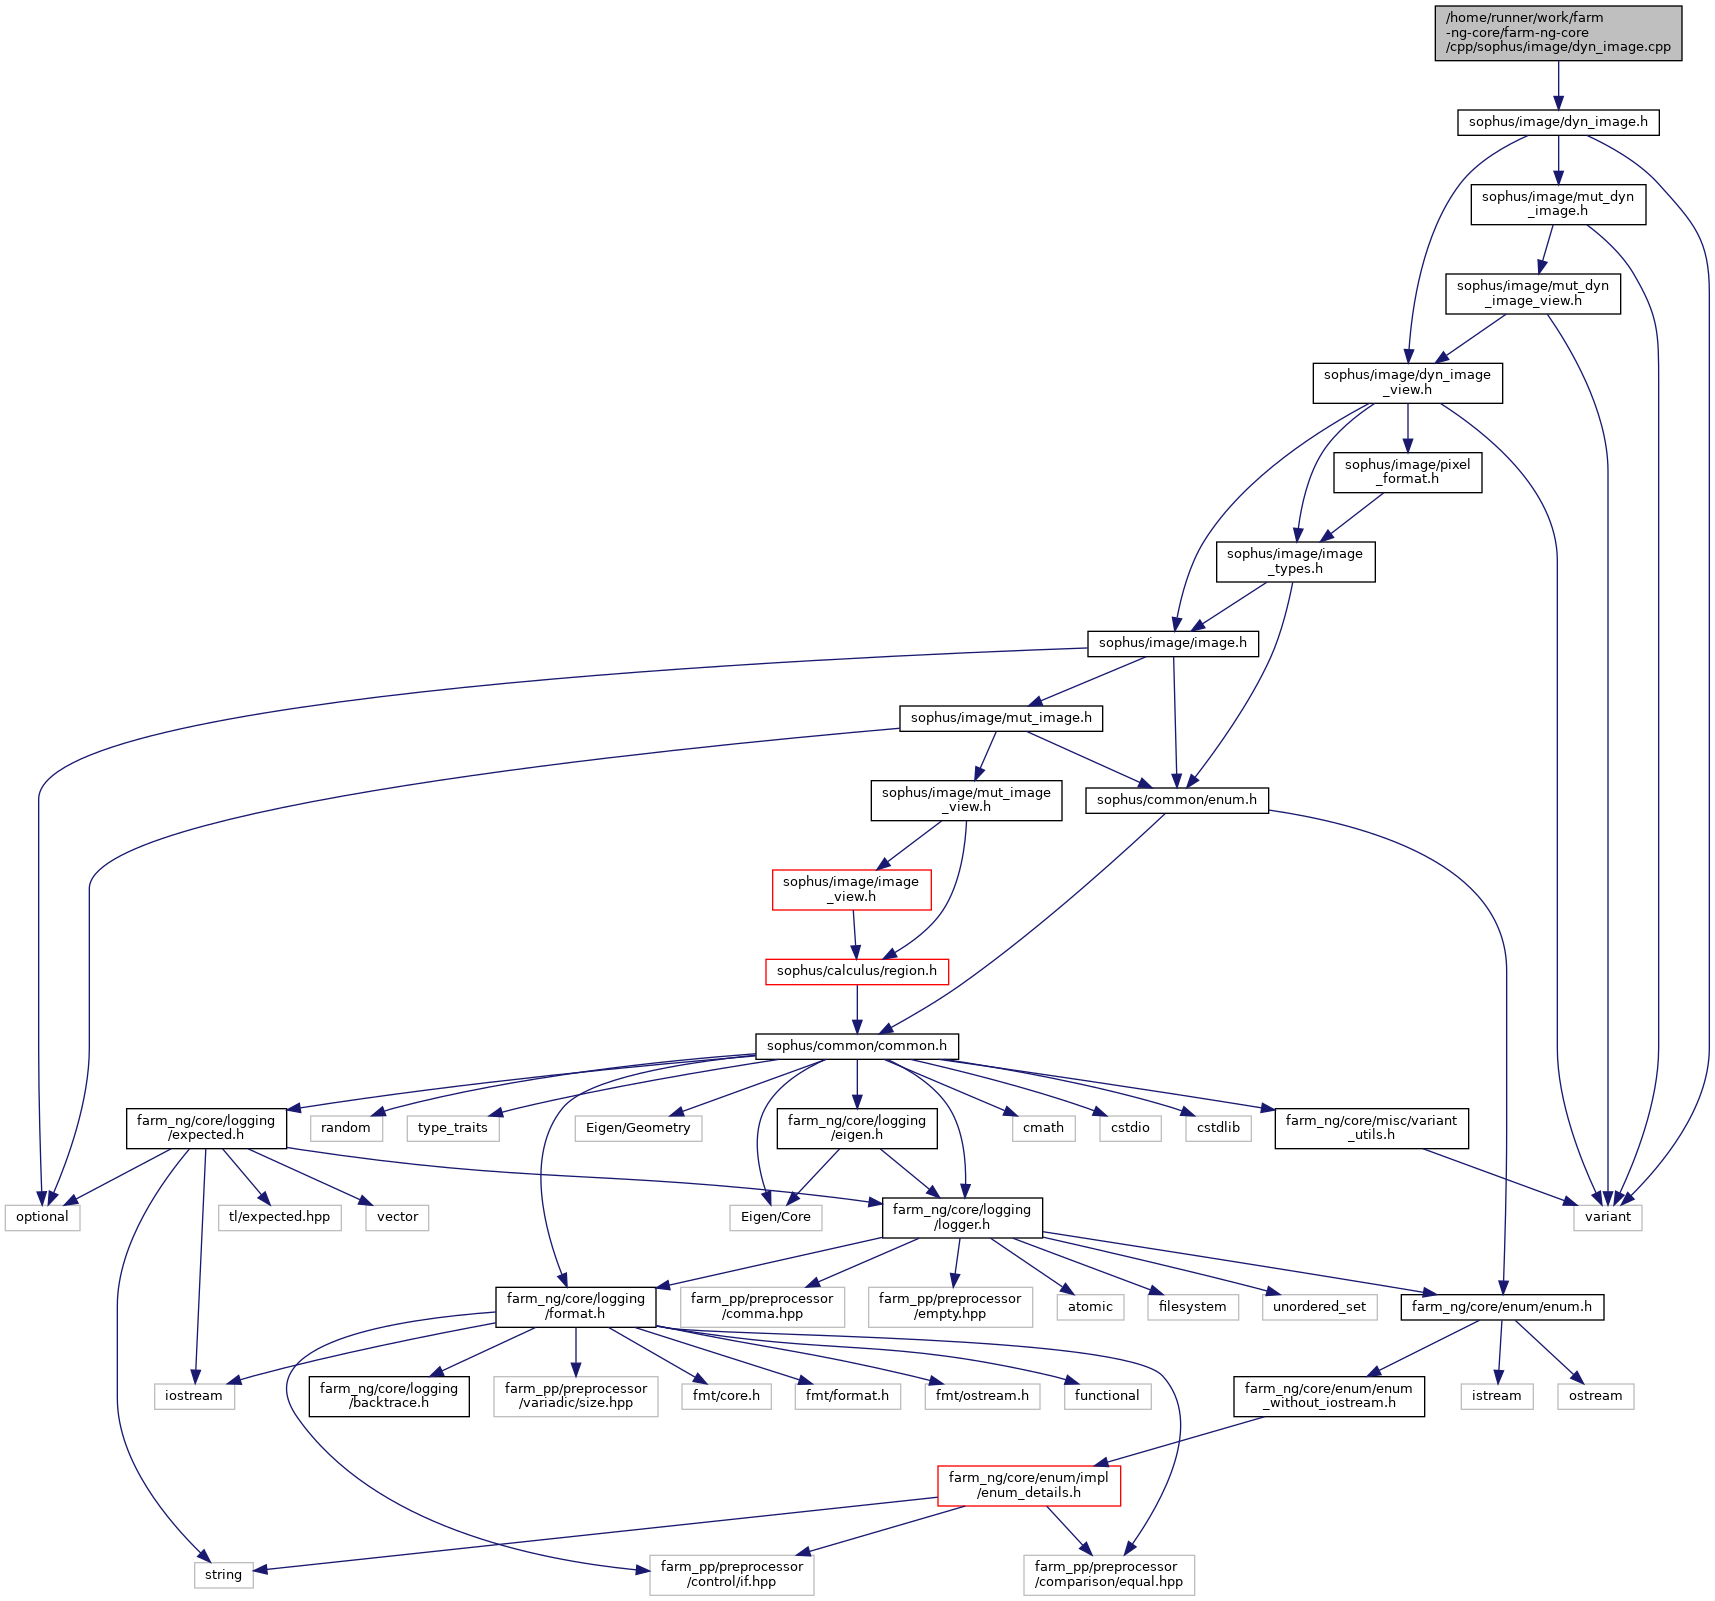 /home/runner/work/farm
-ng-core/farm-ng-core
/cpp/sophus/image/dyn_image.cpp
sophus/image/dyn_image.h
sophus/image/mut_dyn
_image.h
sophus/image/mut_dyn
_image_view.h
sophus/image/dyn_image
_view.h
sophus/image/pixel
_format.h
sophus/image/image
_types.h
sophus/image/image.h
sophus/image/mut_image.h
sophus/image/mut_image
_view.h
sophus/common/enum.h
sophus/image/image
_view.h
sophus/calculus/region.h
sophus/common/common.h
farm_ng/core/logging
/expected.h
random
type_traits
Eigen/Geometry
farm_ng/core/logging
/eigen.h
cmath
cstdio
cstdlib
farm_ng/core/misc/variant
_utils.h
optional
tl/expected.hpp
vector
Eigen/Core
farm_ng/core/logging
/logger.h
variant
farm_ng/core/logging
/format.h
farm_pp/preprocessor
/comma.hpp
farm_pp/preprocessor
/empty.hpp
atomic
filesystem
unordered_set
farm_ng/core/enum/enum.h
iostream
farm_ng/core/logging
/backtrace.h
farm_pp/preprocessor
/variadic/size.hpp
fmt/core.h
fmt/format.h
fmt/ostream.h
functional
farm_ng/core/enum/enum
_without_iostream.h
istream
ostream
farm_ng/core/enum/impl
/enum_details.h
string
farm_pp/preprocessor
/control/if.hpp
farm_pp/preprocessor
/comparison/equal.hpp